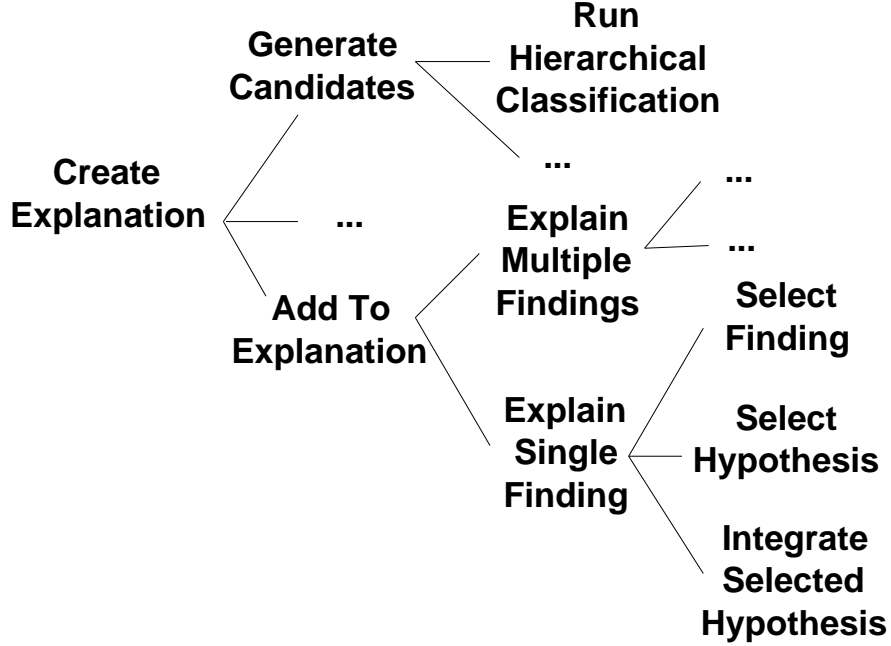 Run
Hierarchical
Classification
Generate
Candidates
...
Create
Explanation
...
...
Explain
Multiple
Findings
...
Add To
Explanation
Select
Finding
Explain
Single
Finding
Select
Hypothesis
Integrate
Selected
Hypothesis